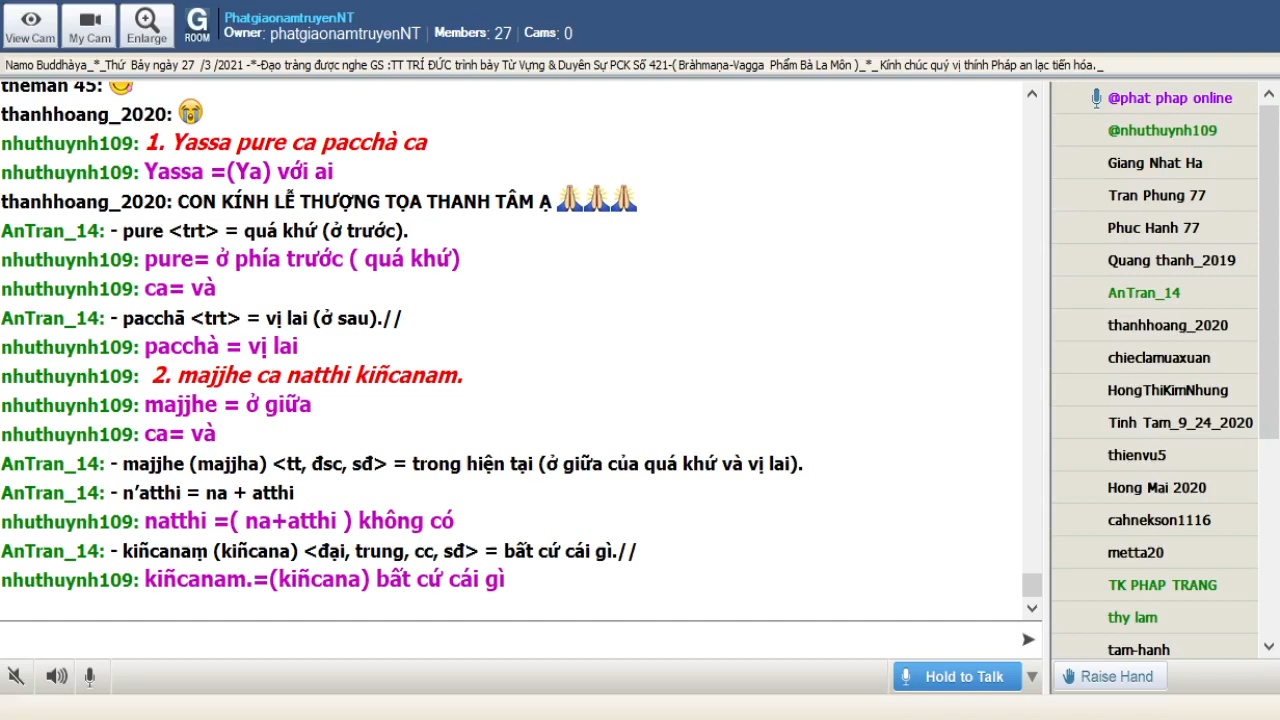 View Cam
My Cam
Enlarge
G
ROOM
PhatgiaonamtruyenNT
Owner: phatgiaonamtruyenNT | Members: 27 | Cams: 0
Namo Buddhàya_*_Thứ Bảy ngày 27 /3 /2021 -*-Đạo tràng được nghe GS :TT TRÍ ĐỨC trình bày Từ Vựng & Duyên Sự PCK Số 421-( Bràhmaṇa-Vagga Phẩm Bà La Môn )_*_ Kính chúc quý vị thính Pháp an lạc tiến hóa._
theman 45:
thanhhoang_2020:
nhuthuynh109: 1. Yassa pure ca pacchà ca
nhuthuynh109: Yassa =(Ya) với ai
thanhhoang_2020: CON KÍNH LỄ THƯỢNG TỌA THANH TÂM Ạ
AnTran_14: - pure <trt> = quá khứ (ở trước).
nhuthuynh109: pure= ở phía trước ( quá khứ)
nhuthuynh109: ca= và
AnTran_14: - pacchā <trt> = vị lai (ở sau).//
nhuthuynh109: pacchà = vị lai
nhuthuynh109: 2. majjhe ca natthi kiñcanam.
nhuthuynh109: majjhe = ở giữa
nhuthuynh109: ca= và
AnTran_14: - majjhe (majjha) <tt, đsc, sđ> = trong hiện tại (ở giữa của quá khứ và vị lai).
AnTran_14: - n’atthi = na + atthi
nhuthuynh109: natthi =( na+atthi ) không có
AnTran_14: - kiñcanaṃ (kiñcana) <đại, trung, cc, sđ> = bất cứ cái gì.//
nhuthuynh109: kiñcanam.=(kiñcana) bất cứ cái gì
@phat phap online
@nhuthuynh109
Giang Nhat Ha
Tran Phung 77
Phuc Hanh 77
Quang thanh_2019
AnTran_14
thanhhoang_2020
chieclamuaxuan
HongThiKimNhung
Tinh Tam_9_24_2020
thienvu5
Hong Mai 2020
cahnekson1116
metta20
TK PHAP TRANG
thy lam
tam-hanh
Hold to Talk
Raise Hand